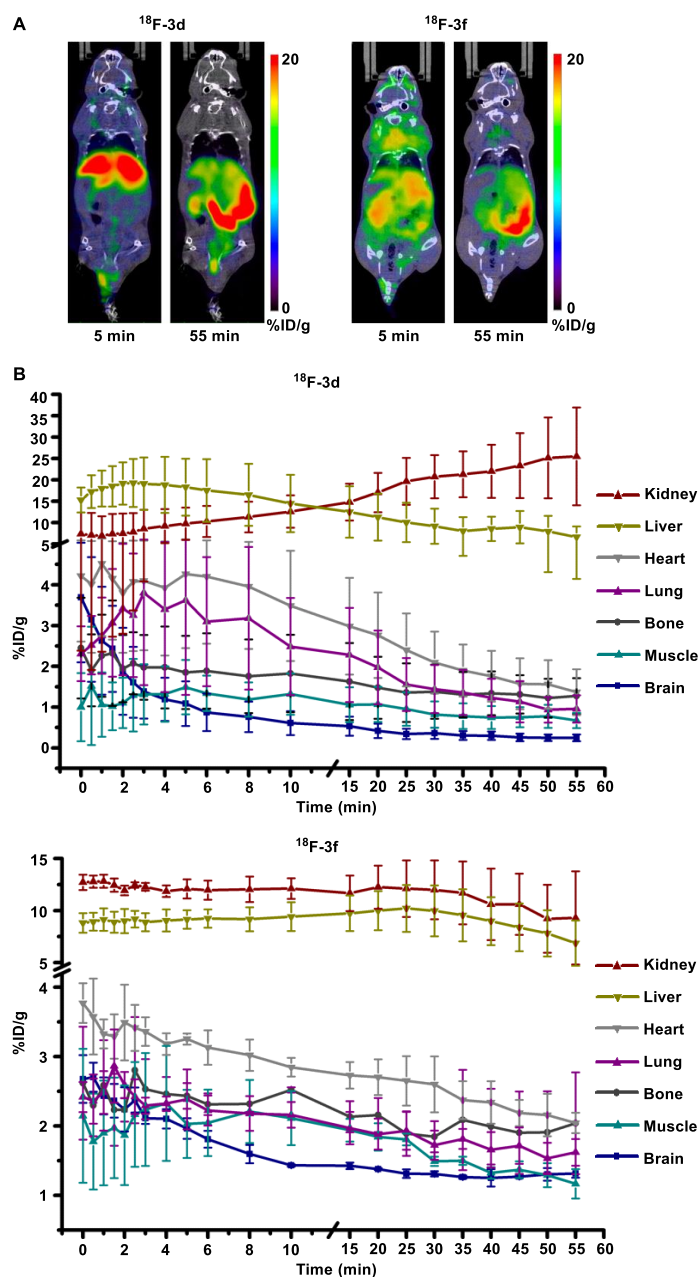 A
¹⁸F-3d
¹⁸F-3f
20
20
0
0
%ID/g
%ID/g
5 min
55 min
5 min
55 min
B
¹⁸F-3d
40
35
30
25
20
15
10
5
4
3
2
1
0
%ID/g
0 2 4 6 8 10 15 20 25 30 35 40 45 50 55 60
Time (min)
Kidney
Liver
Heart
Lung
Bone
Muscle
Brain
¹⁸F-3f
15
10
5
4
3
2
1
%ID/g
0 2 4 6 8 10 15 20 25 30 35 40 45 50 55 60
Time (min)
Kidney
Liver
Heart
Lung
Bone
Muscle
Brain